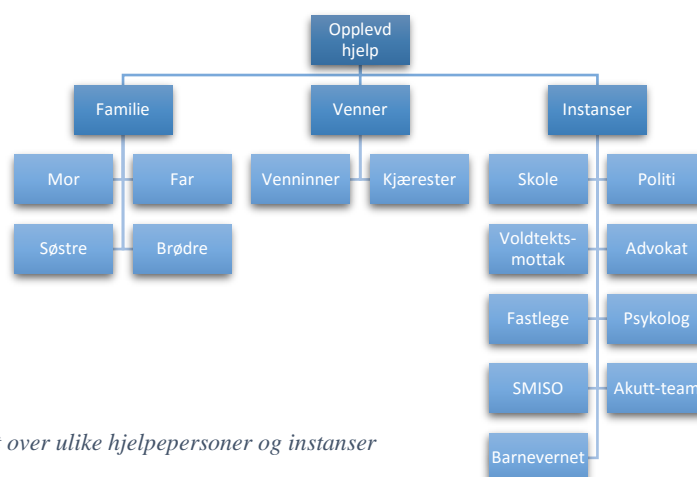 Opplevd
hjelp
Familie
Venner
Instanser
Mor
Far
Venninner
Kjærester
Skole
Politi
Søstre
Brødre
Voldtekts-
mottak
Advokat
Fastlege
Psykolog
SMISO
Akutt-team
over ulike hjelpepersoner og instanser
Barnevernet